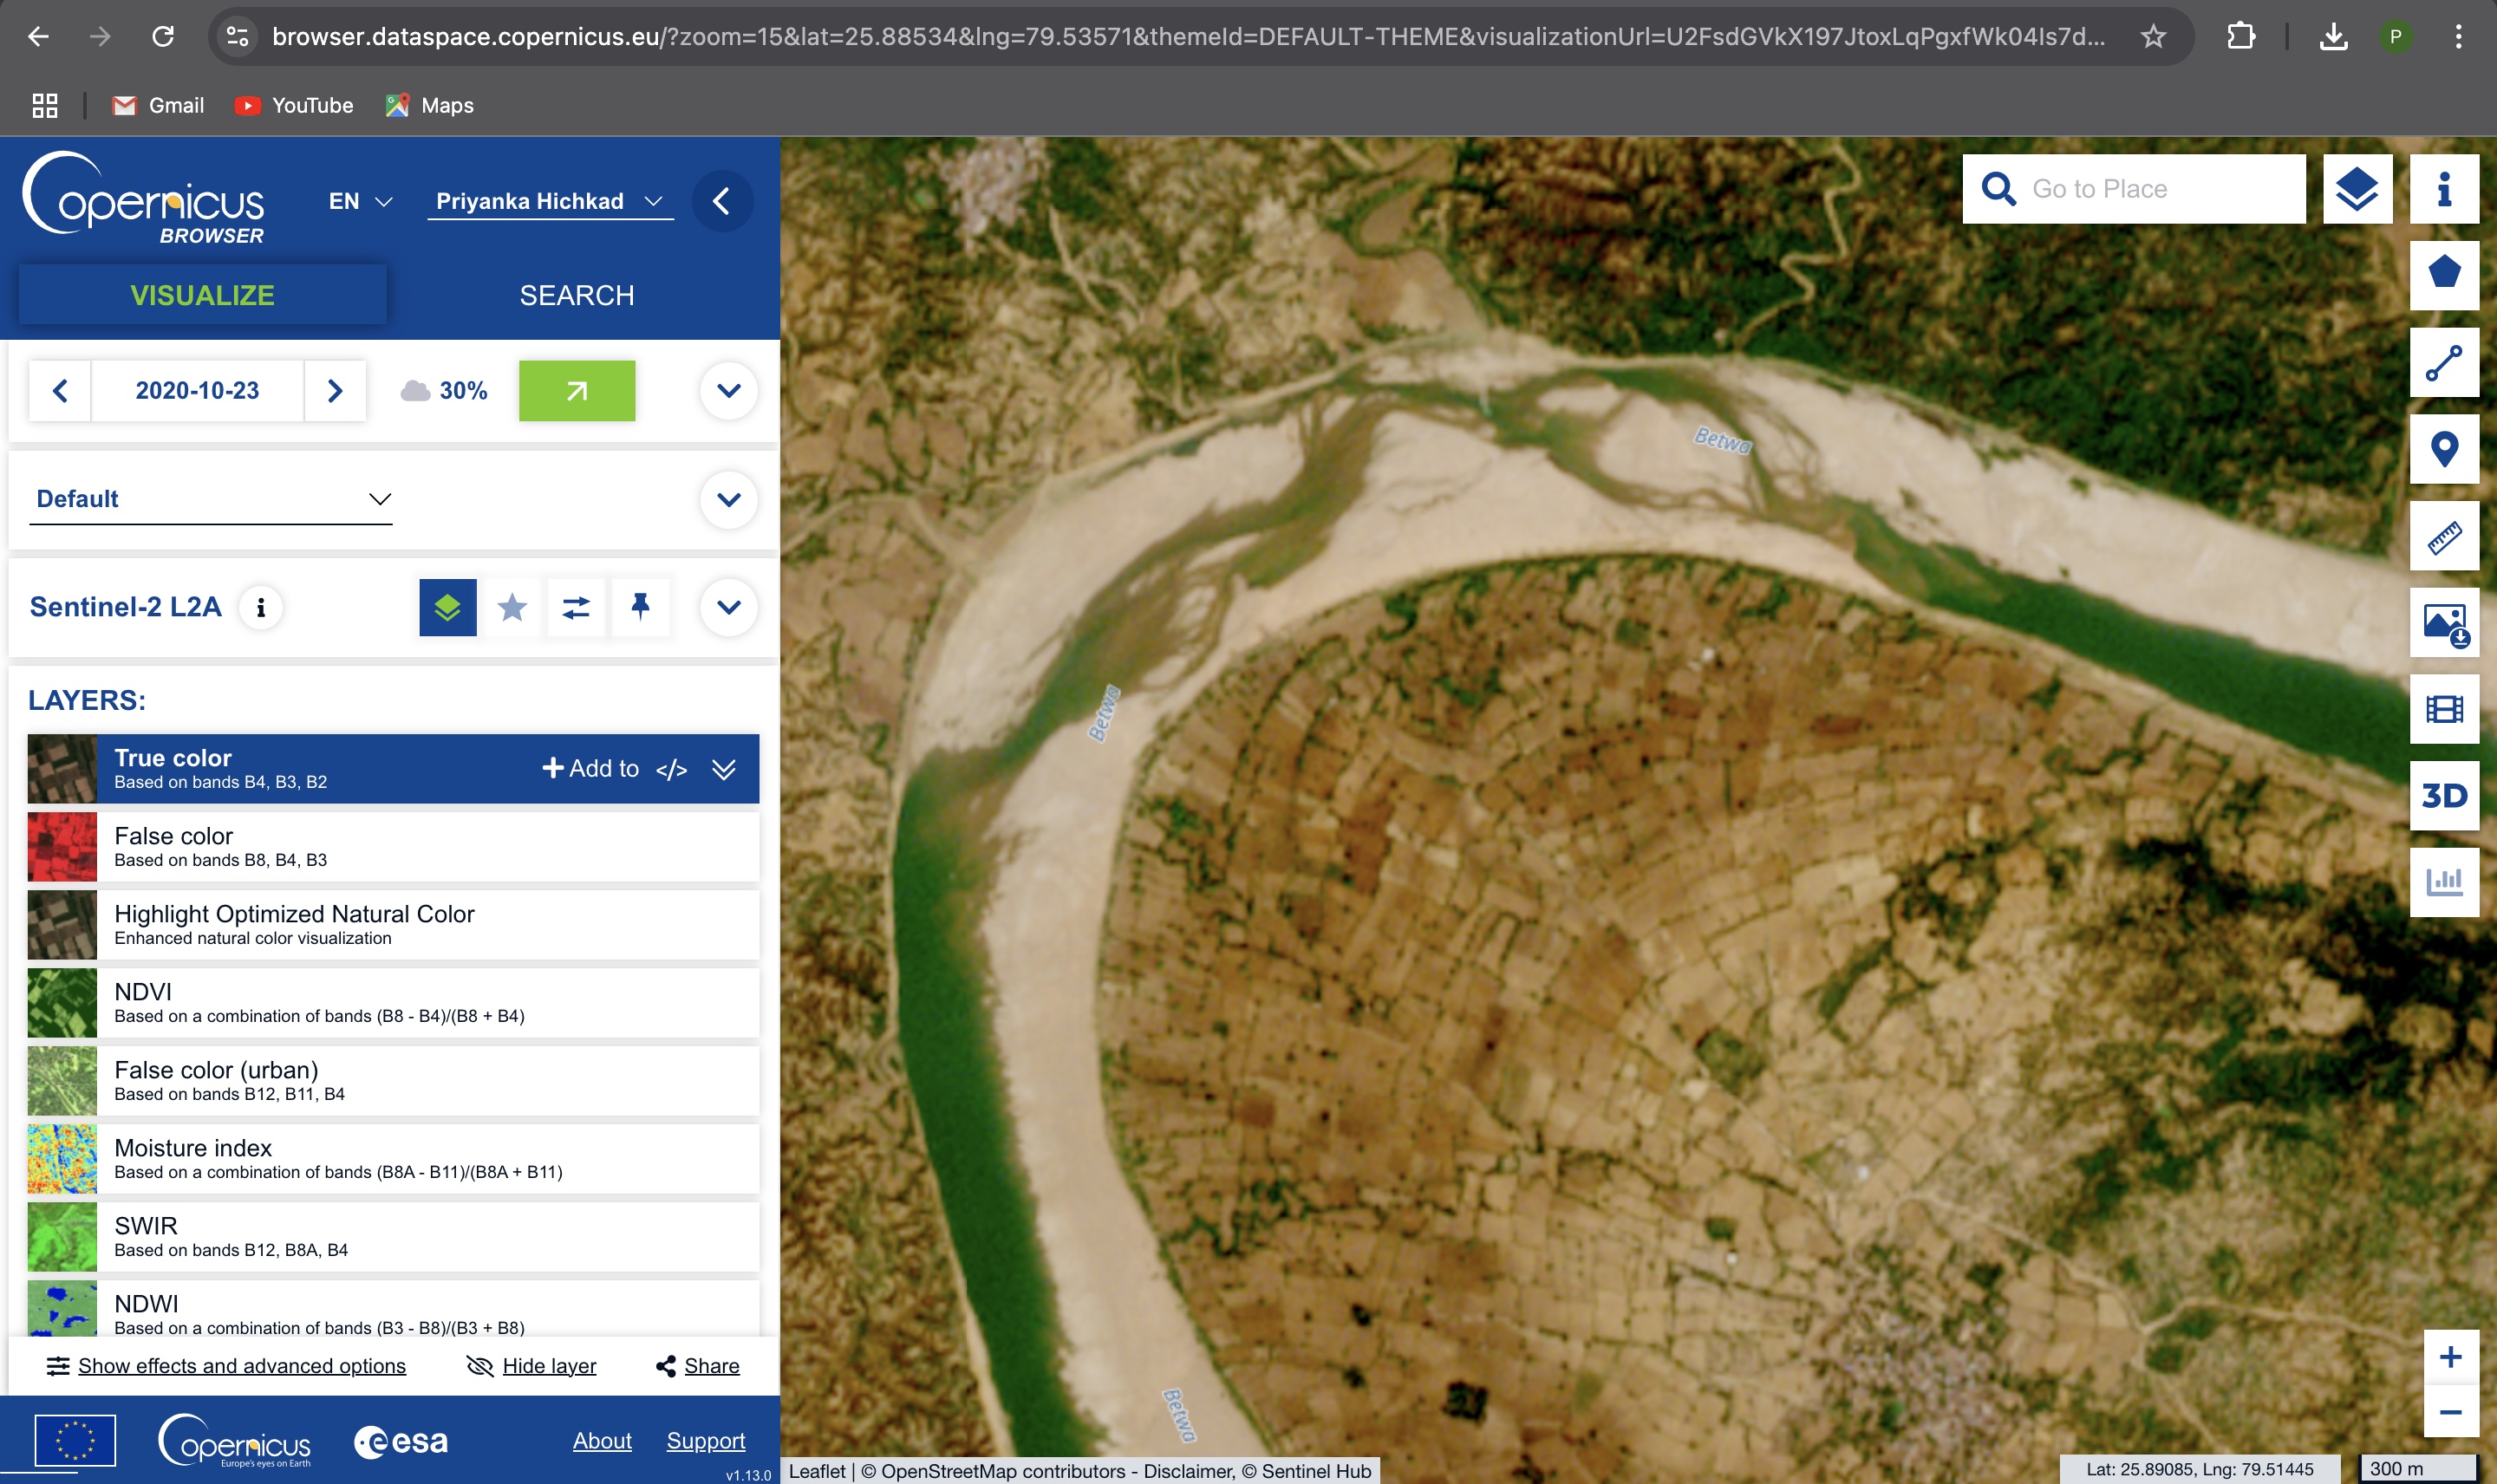 browser.dataspace.copernicus.eu/?zoom=15&lat=25.88534&lng=79.53571&themeId=DEFAULT-THEME&visualizationUrl=U2FsdGVkX197JtoxLqPgxfWk04Is7d...
P
Gmail
YouTube
Maps
Copernicus
BROWSER
EN
Priyanka Hichkad
VISUALIZE
SEARCH
2020-10-23
30%
Default
Sentinel-2 L2A
LAYERS:
True color
Based on bands B4, B3, B2
Add to </>
False color
Based on bands B8, B4, B3
Highlight Optimized Natural Color
Enhanced natural color visualization
NDVI
Based on a combination of bands (B8 - B4)/(B8 + B4)
False color (urban)
Based on bands B12, B11, B4
Moisture index
Based on a combination of bands (B8A - B11)/(B8A + B11)
SWIR
Based on bands B12, B8A, B4
NDWI
Based on a combination of bands (B3 - B8)/(B3 + B8)
Show effects and advanced options
Hide layer
Share
Copernicus
Europe's eyes on Earth
esa
About
Support
v1.13.0
Go to Place
Betwa
Betwa
Betwa
3D
Leaflet | © OpenStreetMap contributors - Disclaimer, © Sentinel Hub
Lat: 25.89085, Lng: 79.51445
300 m